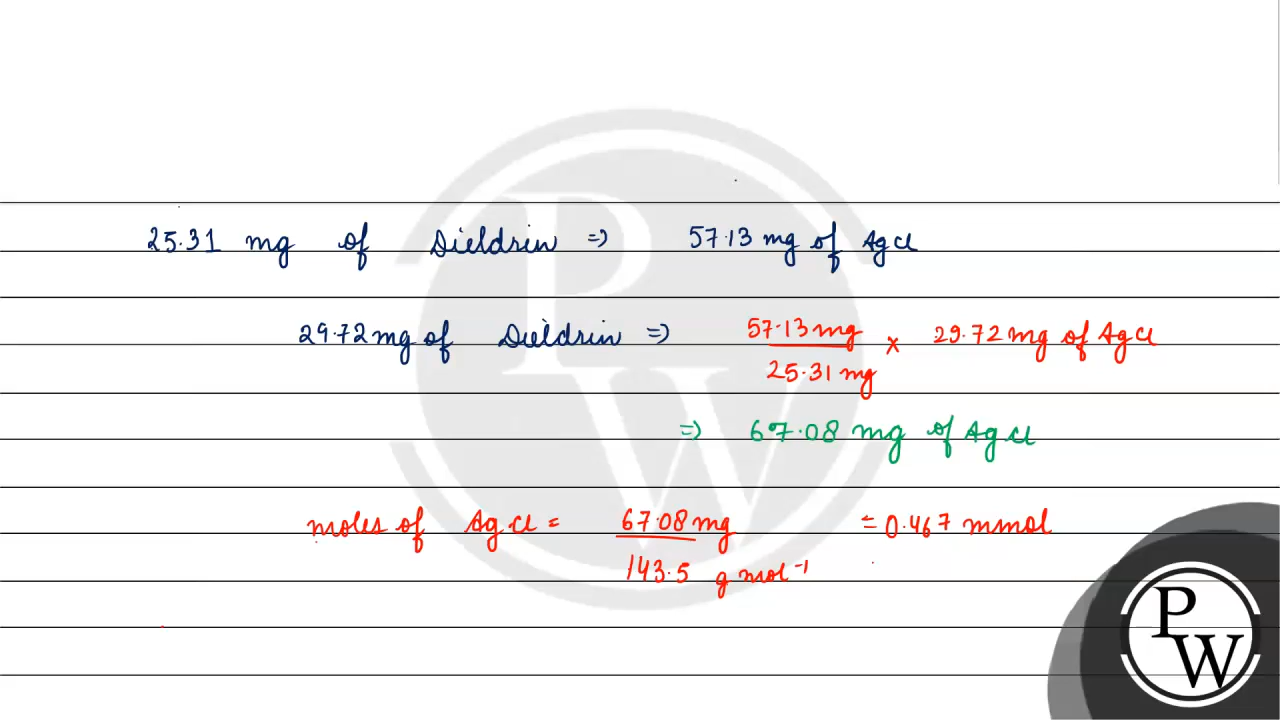 25.31 mg of Dieldrin ⇒ 57.13 mg of AgCl
29.72 mg of Dieldrin ⇒ 57.13 mg / 25.31 mg × 29.72 mg of AgCl
⇒ 67.08 mg of AgCl
moles of AgCl = 67.08 mg / 143.5 g mol⁻¹ = 0.467 mmol
PW
PW